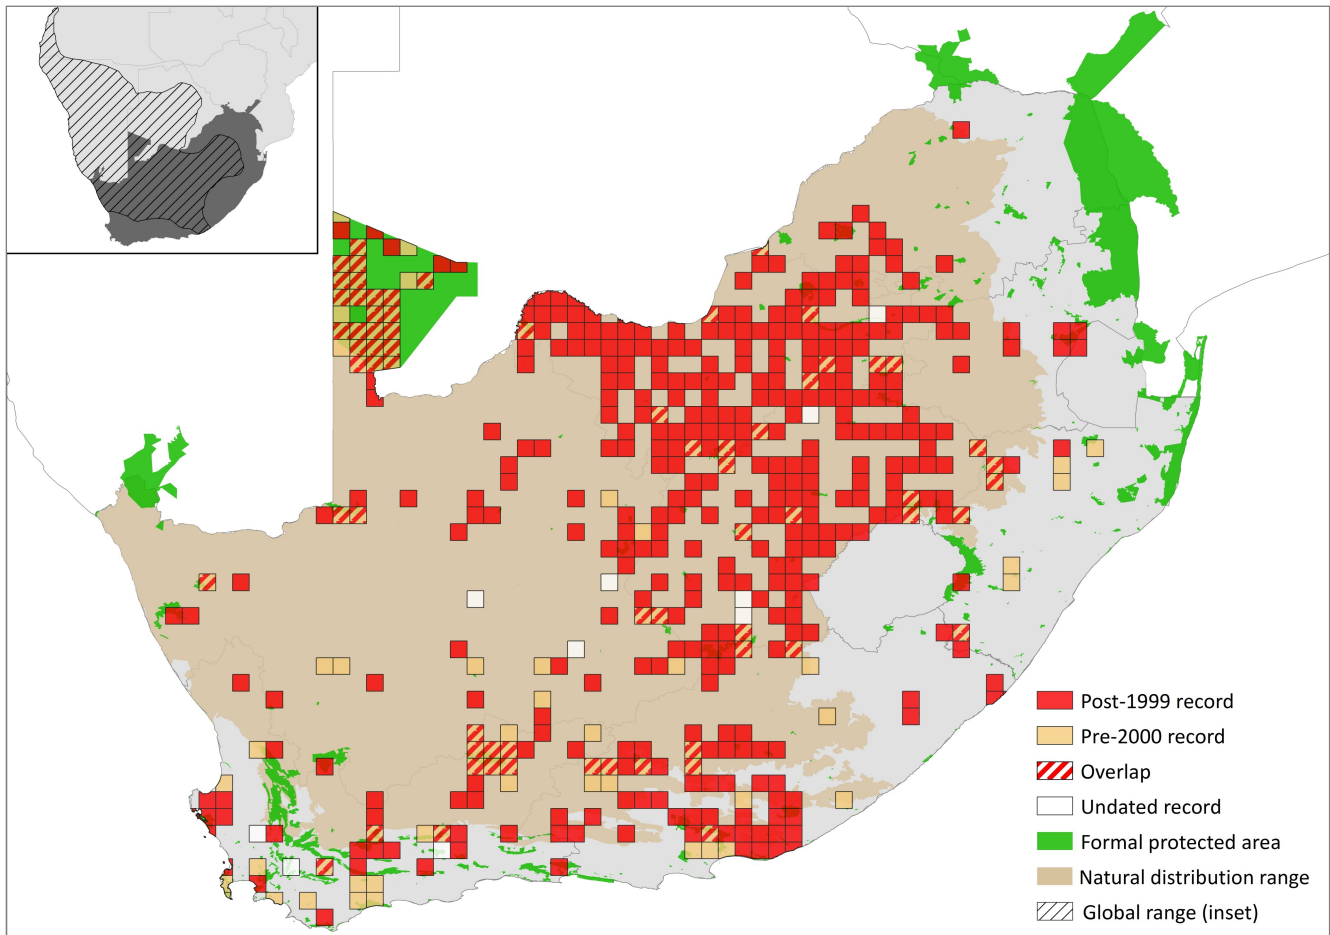 Post-1999 record
Pre-2000 record
Overlap
Undated record
Formal protected area
Natural distribution range
Global range (inset)